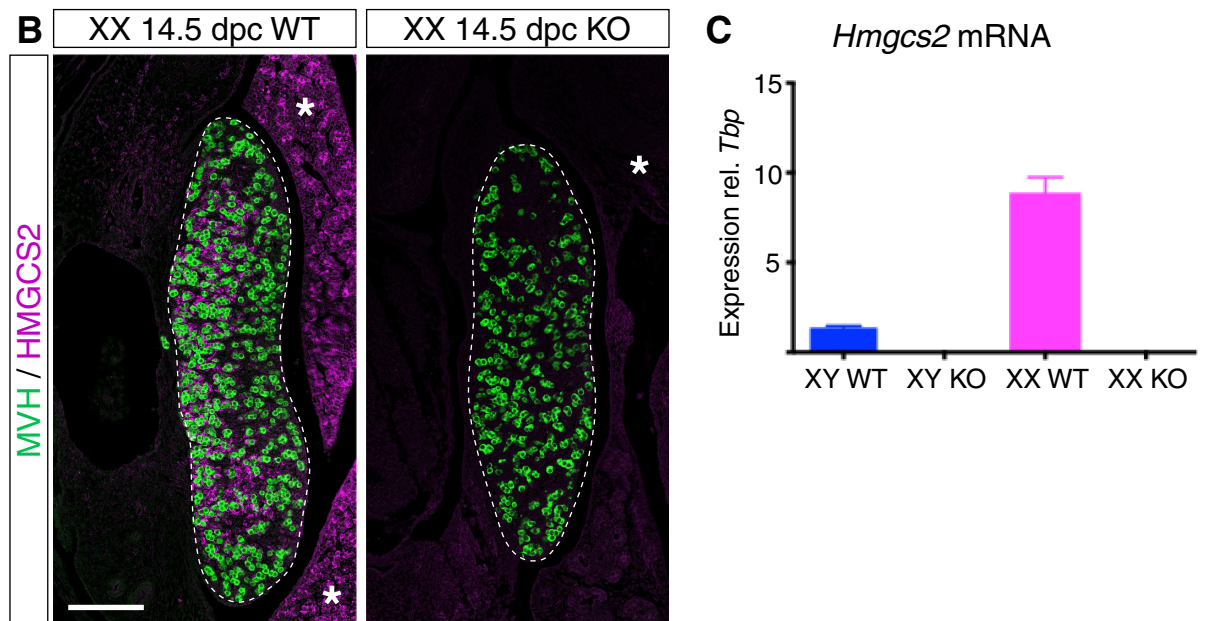 B
XX 14.5 dpc WT
XX 14.5 dpc KO
MVH / HMGCS2
*
*
*
C
Hmgcs2 mRNA
Expression rel. Tbp
15
10
5
XY WT
XY KO
XX WT
XX KO